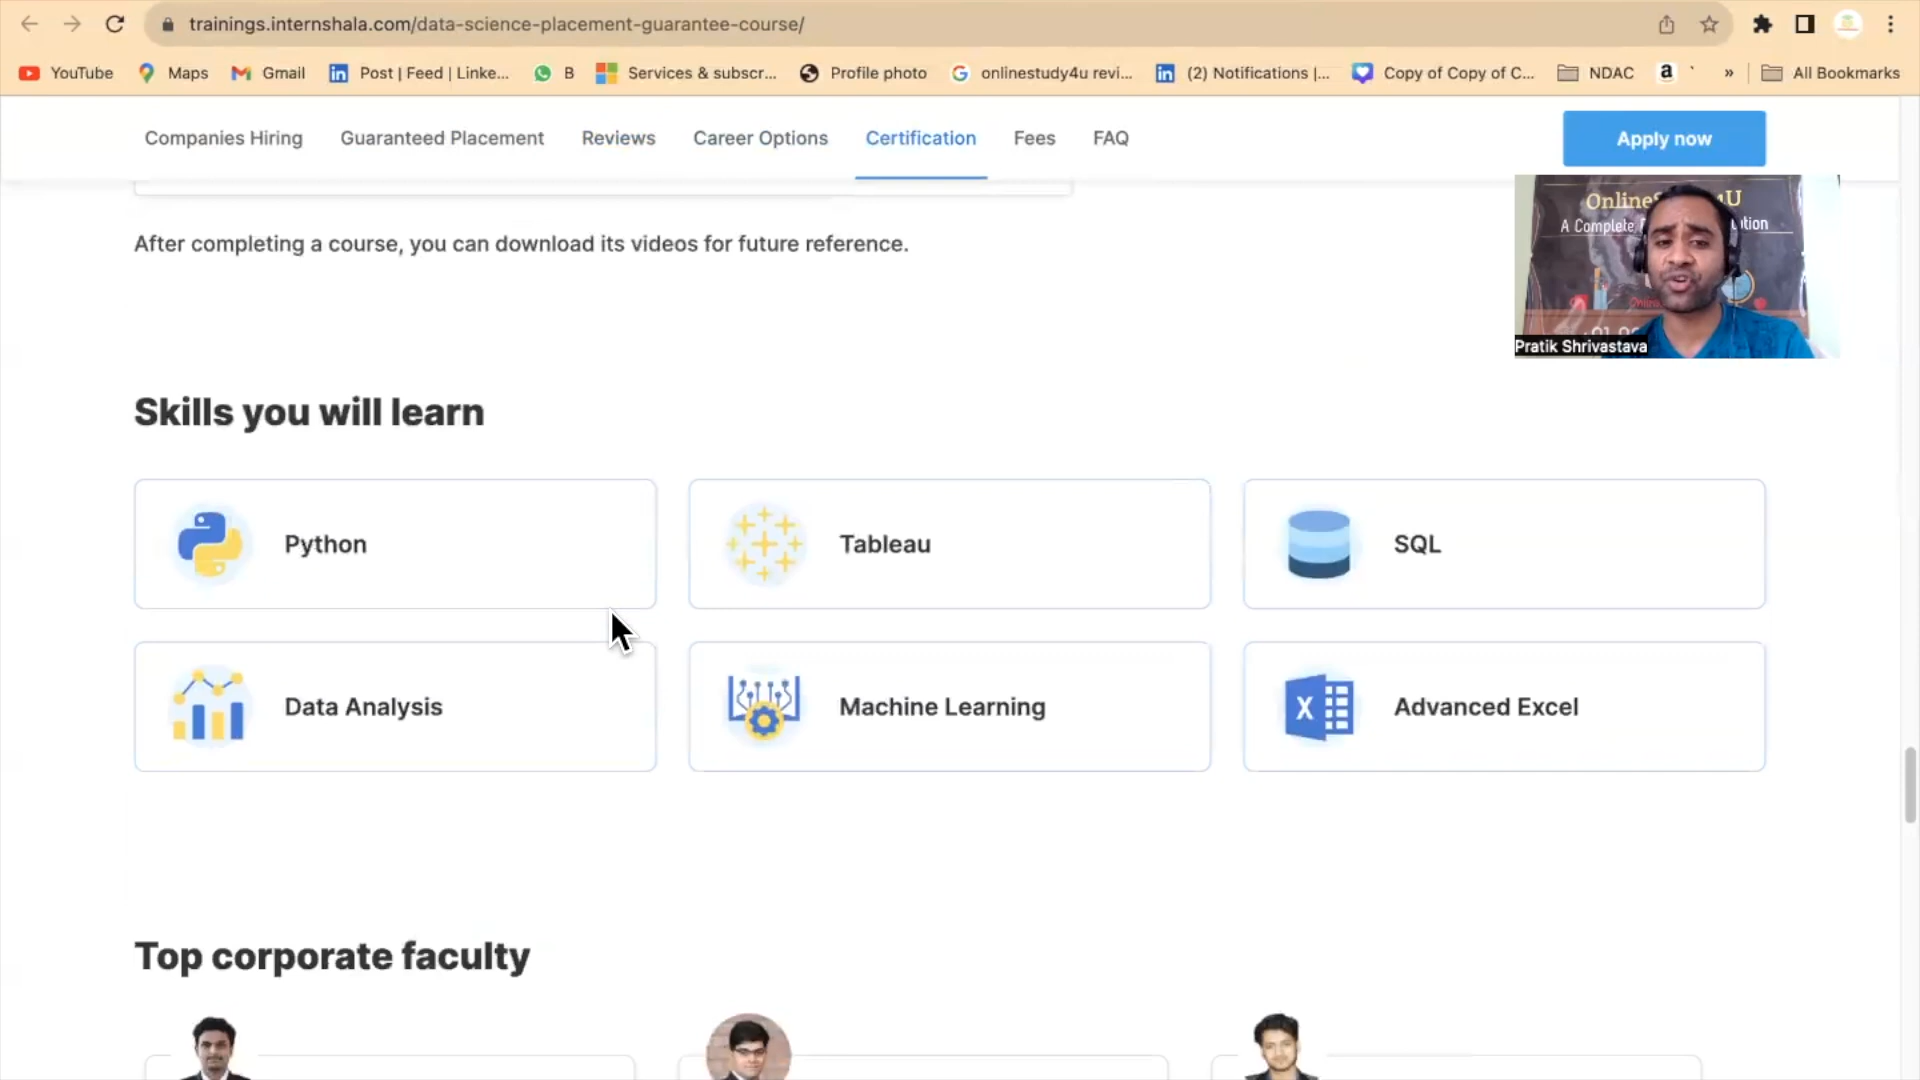 trainings.internshala.com/data-science-placement-guarantee-course/
YouTube
Maps
Gmail
Post | Feed | Linke...
B
Services & subscr...
Profile photo
onlinestudy4u revi...
(2) Notifications |...
Copy of Copy of C...
NDAC
a
»
All Bookmarks
Companies Hiring
Guaranteed Placement
Reviews
Career Options
Certification
Fees
FAQ
Apply now
A Complete
Pratik Shrivastava
After completing a course, you can download its videos for future reference.
Skills you will learn
Python
Tableau
SQL
Data Analysis
Machine Learning
Advanced Excel
Top corporate faculty